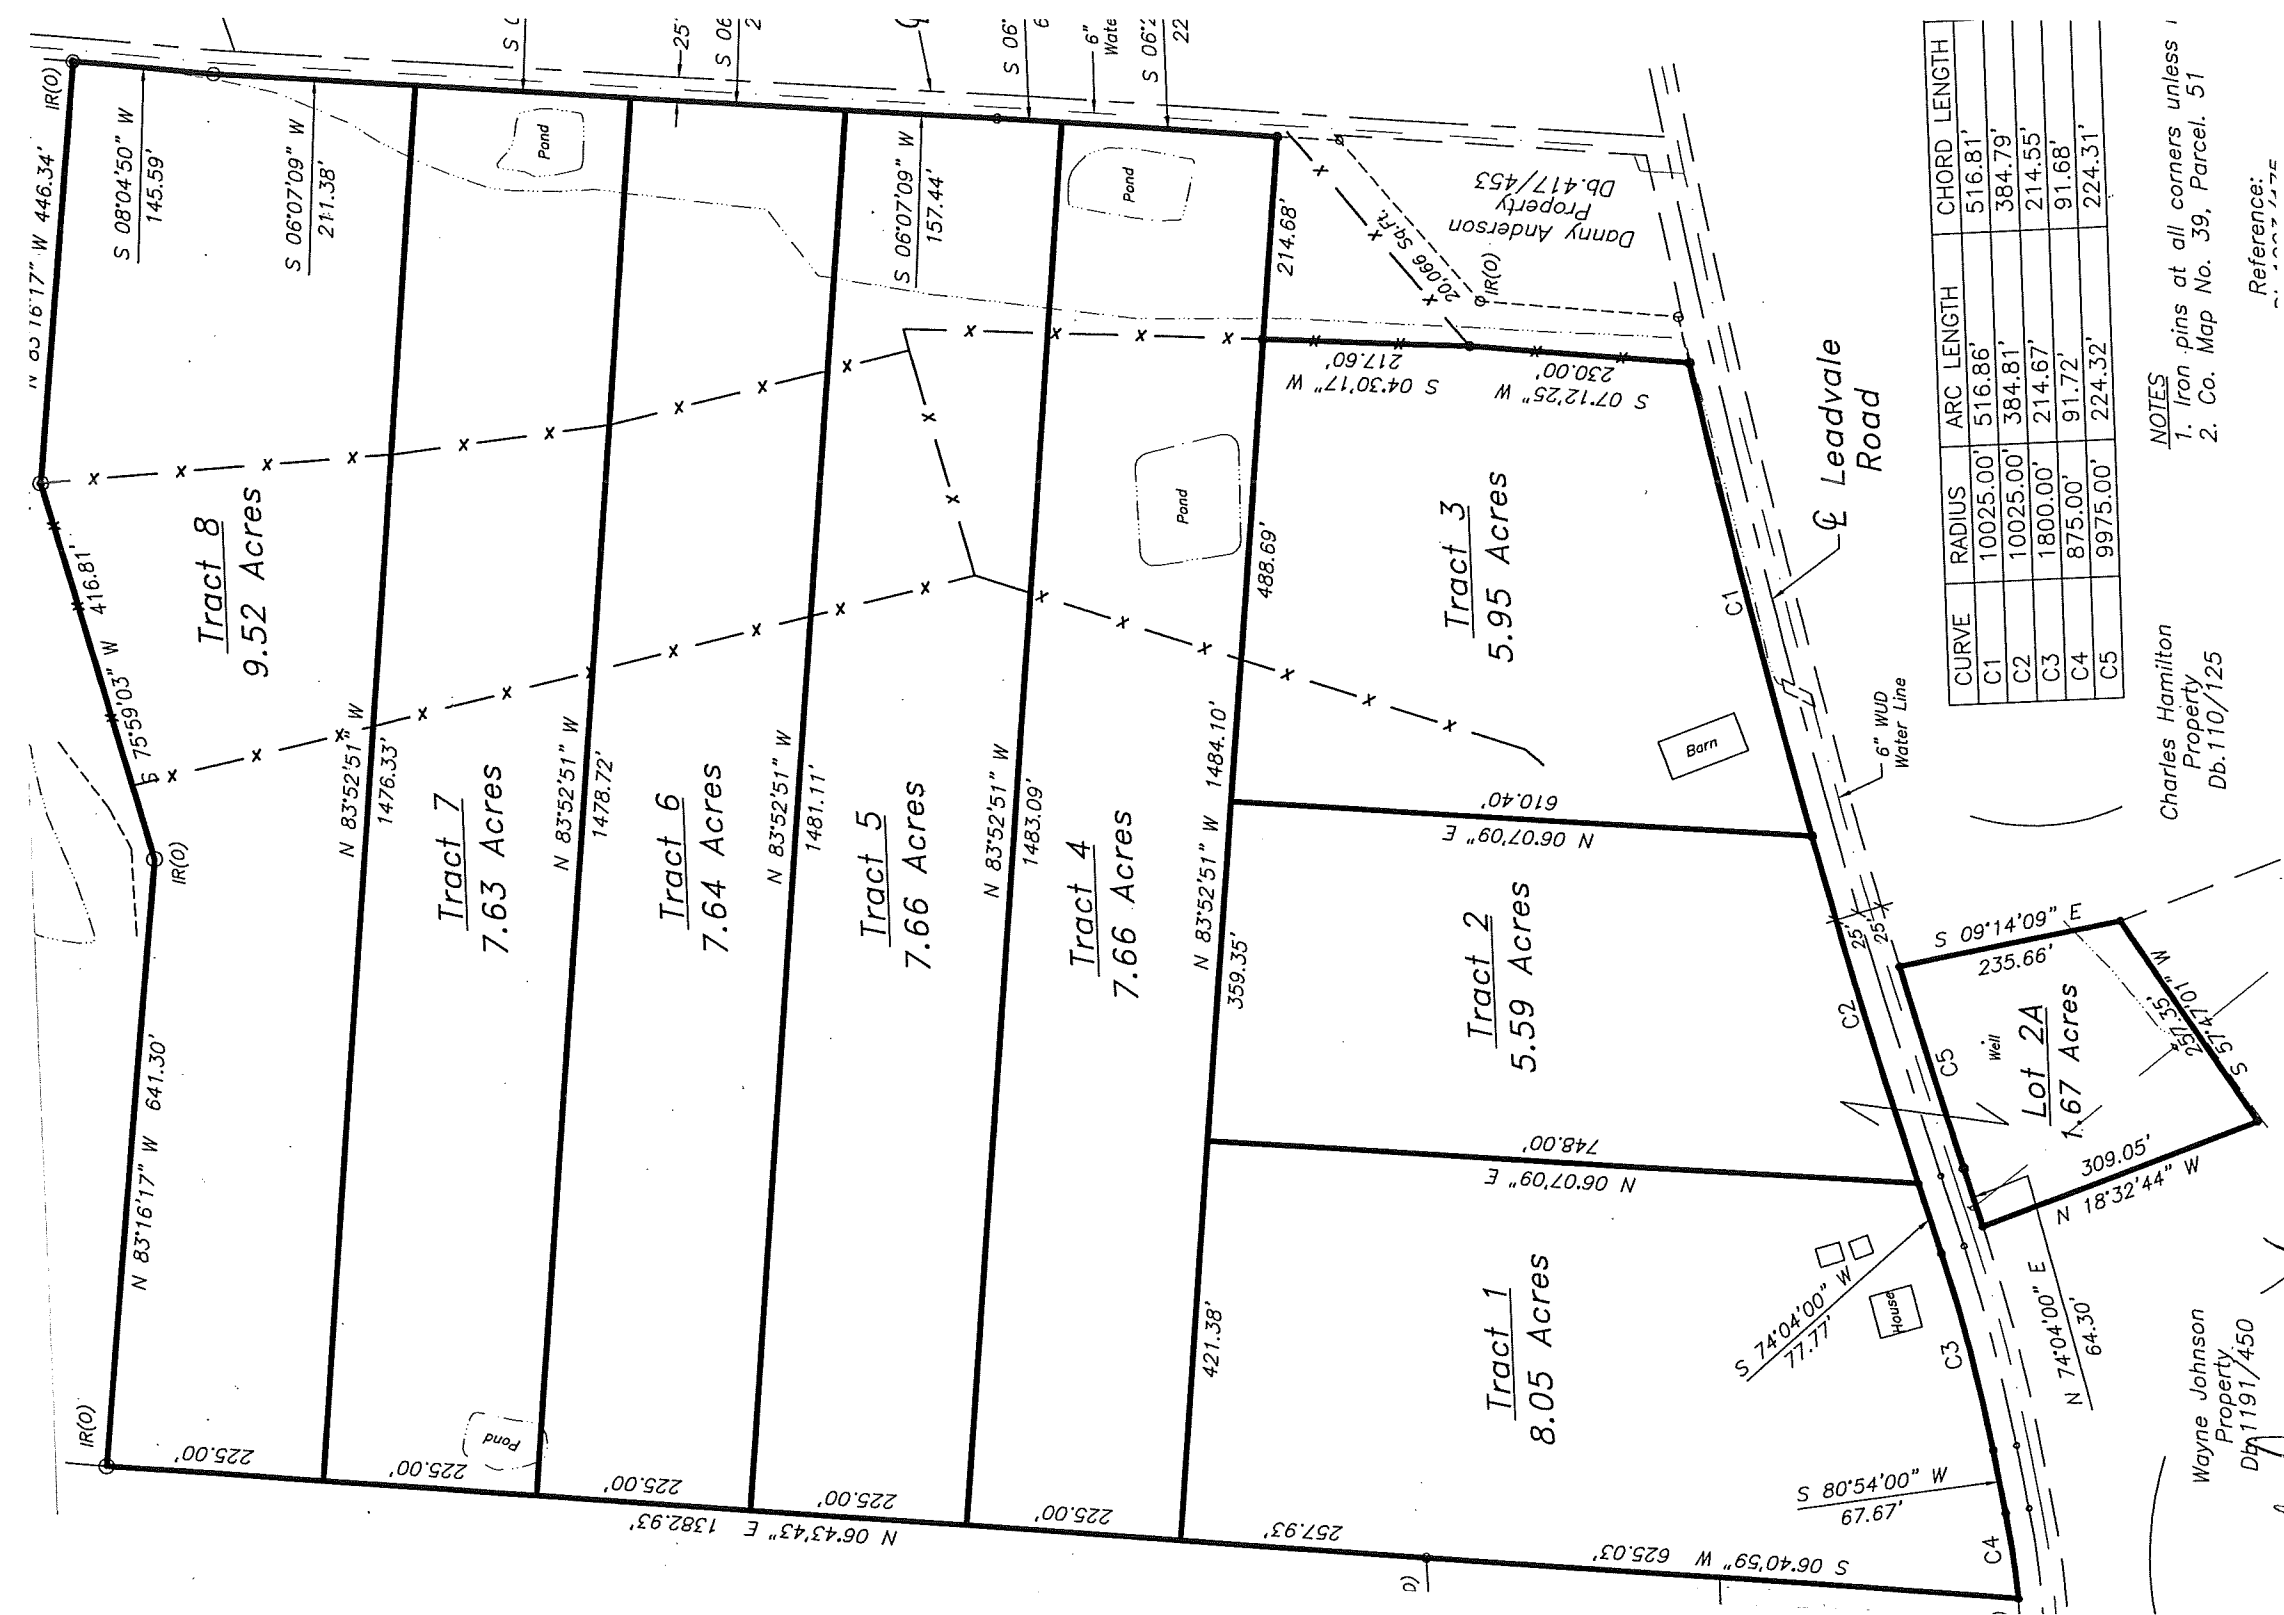 IR(O)
N 83°16'17" W 446.34'
S 08°04'50" W
145.59'
S 06°07'09" W
211.38'
S 06°07'09" W
157.44'
25'
S 06°
6"
S 06°
Pond
Pond
Pond
Pond
214.68'
Danny Anderson
Property
Db.417/453
20,066 Sq.Ft.
IR(O)
S 04°30'17" W
217.60'
S 07°12'25" W
230.00'
S 75°59'03" W 416.81'
IR(O)
N 83°16'17" W 641.30'
IR(O)
Tract 8
9.52 Acres
N 83°52'51" W
1476.33'
Tract 7
7.63 Acres
N 83°52'51" W
1478.72'
Tract 6
7.64 Acres
N 83°52'51" W
1481.11'
Tract 5
7.66 Acres
N 83°52'51" W
1483.09'
Tract 4
7.66 Acres
N 83°52'51" W 1484.10'
488.69'
359.35'
421.38'
Tract 3
5.95 Acres
Barn
N 06°07'09" E
610.40'
Tract 2
5.59 Acres
N 06°07'09" E
748.00'
Tract 1
8.05 Acres
House
225.00'
225.00'
225.00'
225.00'
225.00'
257.93'
N 06°43'43" E 1382.93'
S 06°40'59" W 625.03'
C1
C2
C3
C4
C5
℄ Leadvale
Road
6" WUD
Water Line
25'
25'
S 74°04'00" W
77.77'
S 80°54'00" W
67.67'
N 74°04'00" E
64.30'
S 09°14'09" E
235.66'
S 57°47'01" W
257.35'
N 18°32'44" W
309.05'
Well
Lot 2A
1.67 Acres
CURVE RADIUS ARC LENGTH CHORD LENGTH
C1 10025.00' 516.86' 516.81'
C2 10025.00' 384.81' 384.79'
C3 1800.00' 214.67' 214.55'
C4 875.00' 91.72' 91.68'
C5 9975.00' 224.32' 224.31'
NOTES
1. Iron pins at all corners unless
2. Co. Map No. 39, Parcel. 51
Reference:
Charles Hamilton
Property
Db.110/125
Wayne Johnson
Property
Db.1191/450